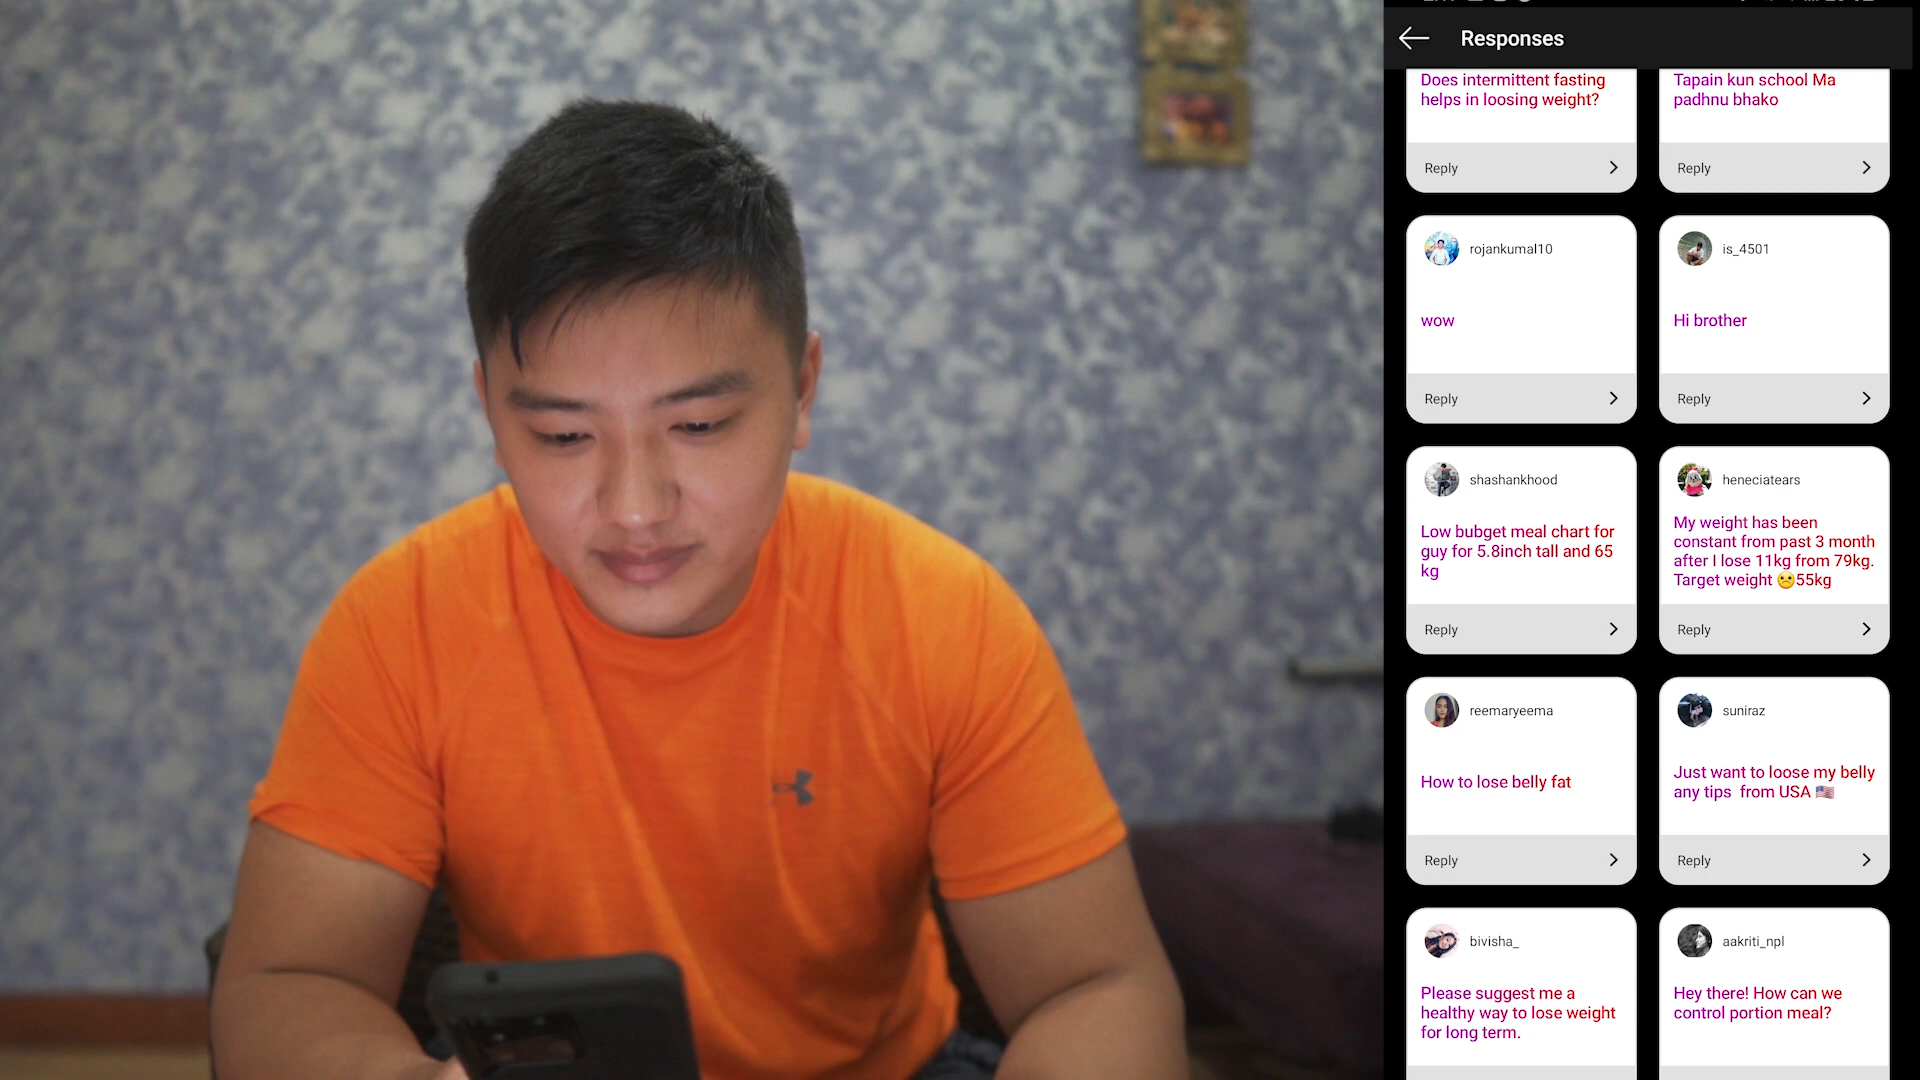 Responses
Does intermittent fasting
helps in loosing weight?
Reply
Tapain kun school Ma
padhnu bhako
Reply
rojankumal10
wow
Reply
is_4501
Hi brother
Reply
shashankhood
Low bubget meal chart for
guy for 5.8inch tall and 65
kg
Reply
heneciatears
My weight has been
constant from past 3 month
after I lose 11kg from 79kg.
Target weight ☹️55kg
Reply
reemaryeema
How to lose belly fat
Reply
suniraz
Just want to loose my belly
any tips  from USA 🇺🇸
Reply
bivisha_
Please suggest me a
healthy way to lose weight
for long term.
aakriti_npl
Hey there! How can we
control portion meal?